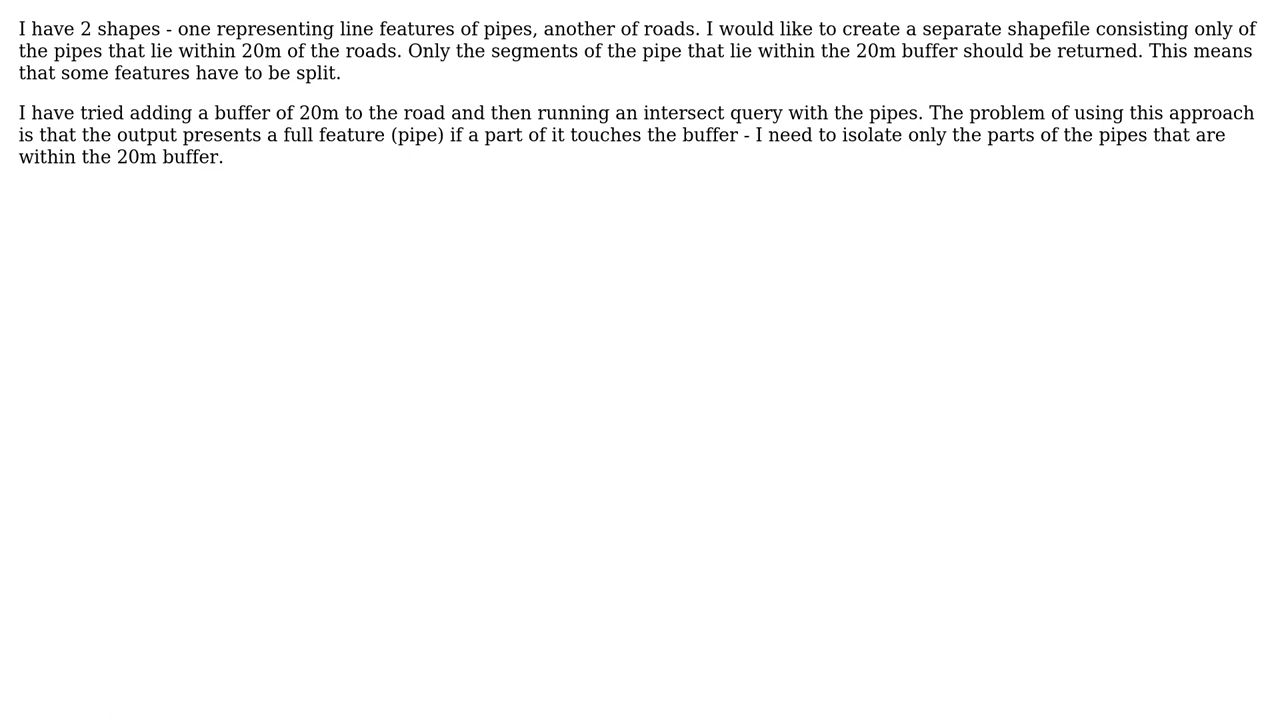 I have 2 shapes - one representing line features of pipes, another of roads. I would like to create a separate shapefile consisting only of
the pipes that lie within 20m of the roads. Only the segments of the pipe that lie within the 20m buffer should be returned. This means
that some features have to be split.
I have tried adding a buffer of 20m to the road and then running an intersect query with the pipes. The problem of using this approach
is that the output presents a full feature (pipe) if a part of it touches the buffer - I need to isolate only the parts of the pipes that are
within the 20m buffer.